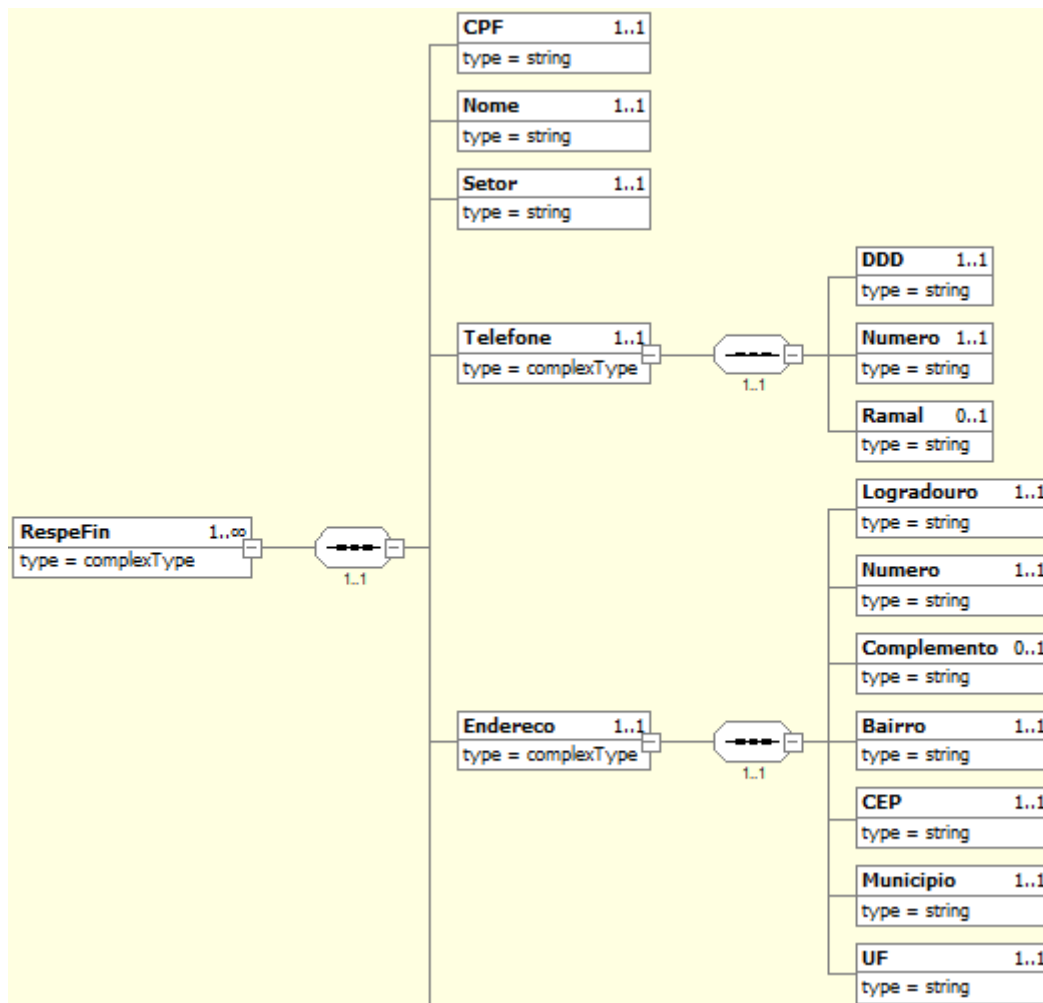 CPF 1..1
type = string
Nome 1..1
type = string
Setor 1..1
type = string
Telefone 1..1
type = complexType
1..1
DDD 1..1
type = string
Numero 1..1
type = string
Ramal 0..1
type = string
RespeFin 1..∞
type = complexType
1..1
Endereco 1..1
type = complexType
1..1
Logradouro 1..1
type = string
Numero 1..1
type = string
Complemento 0..1
type = string
Bairro 1..1
type = string
CEP 1..1
type = string
Municipio 1..1
type = string
UF 1..1
type = string